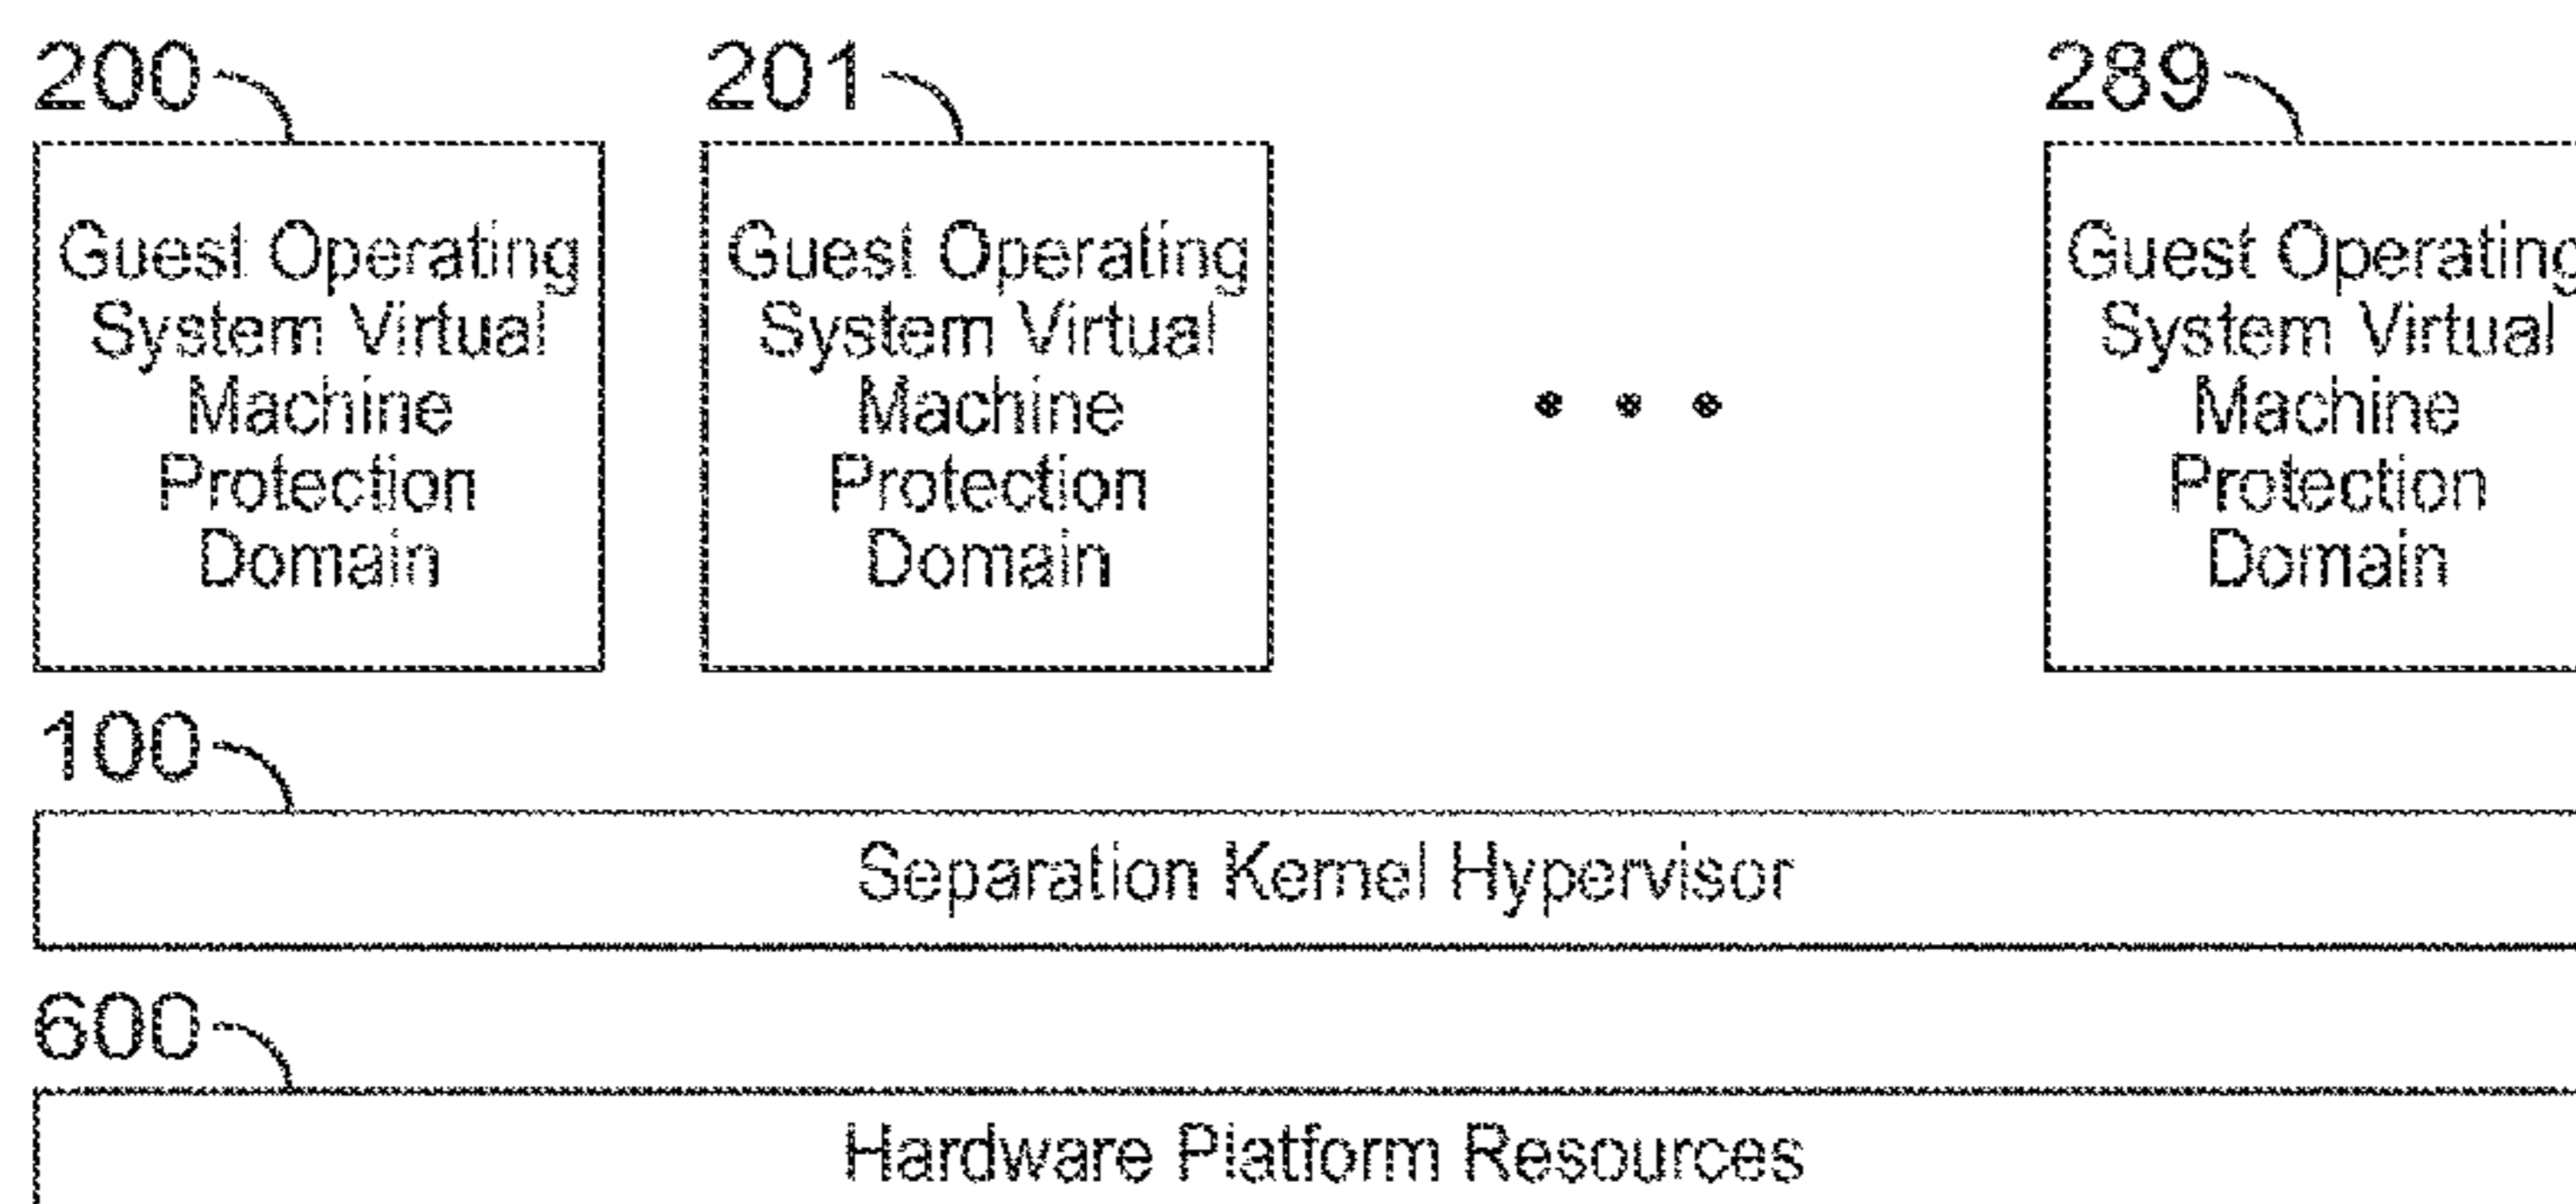 200
201
289
Guest Operating
System Virtual
Machine
Protection
Domain
Guest Operating
System Virtual
Machine
Protection
Domain
Guest Operating
System Virtual
Machine
Protection
Domain
100
Separation Kernel Hypervisor
600
Hardware Platform Resources